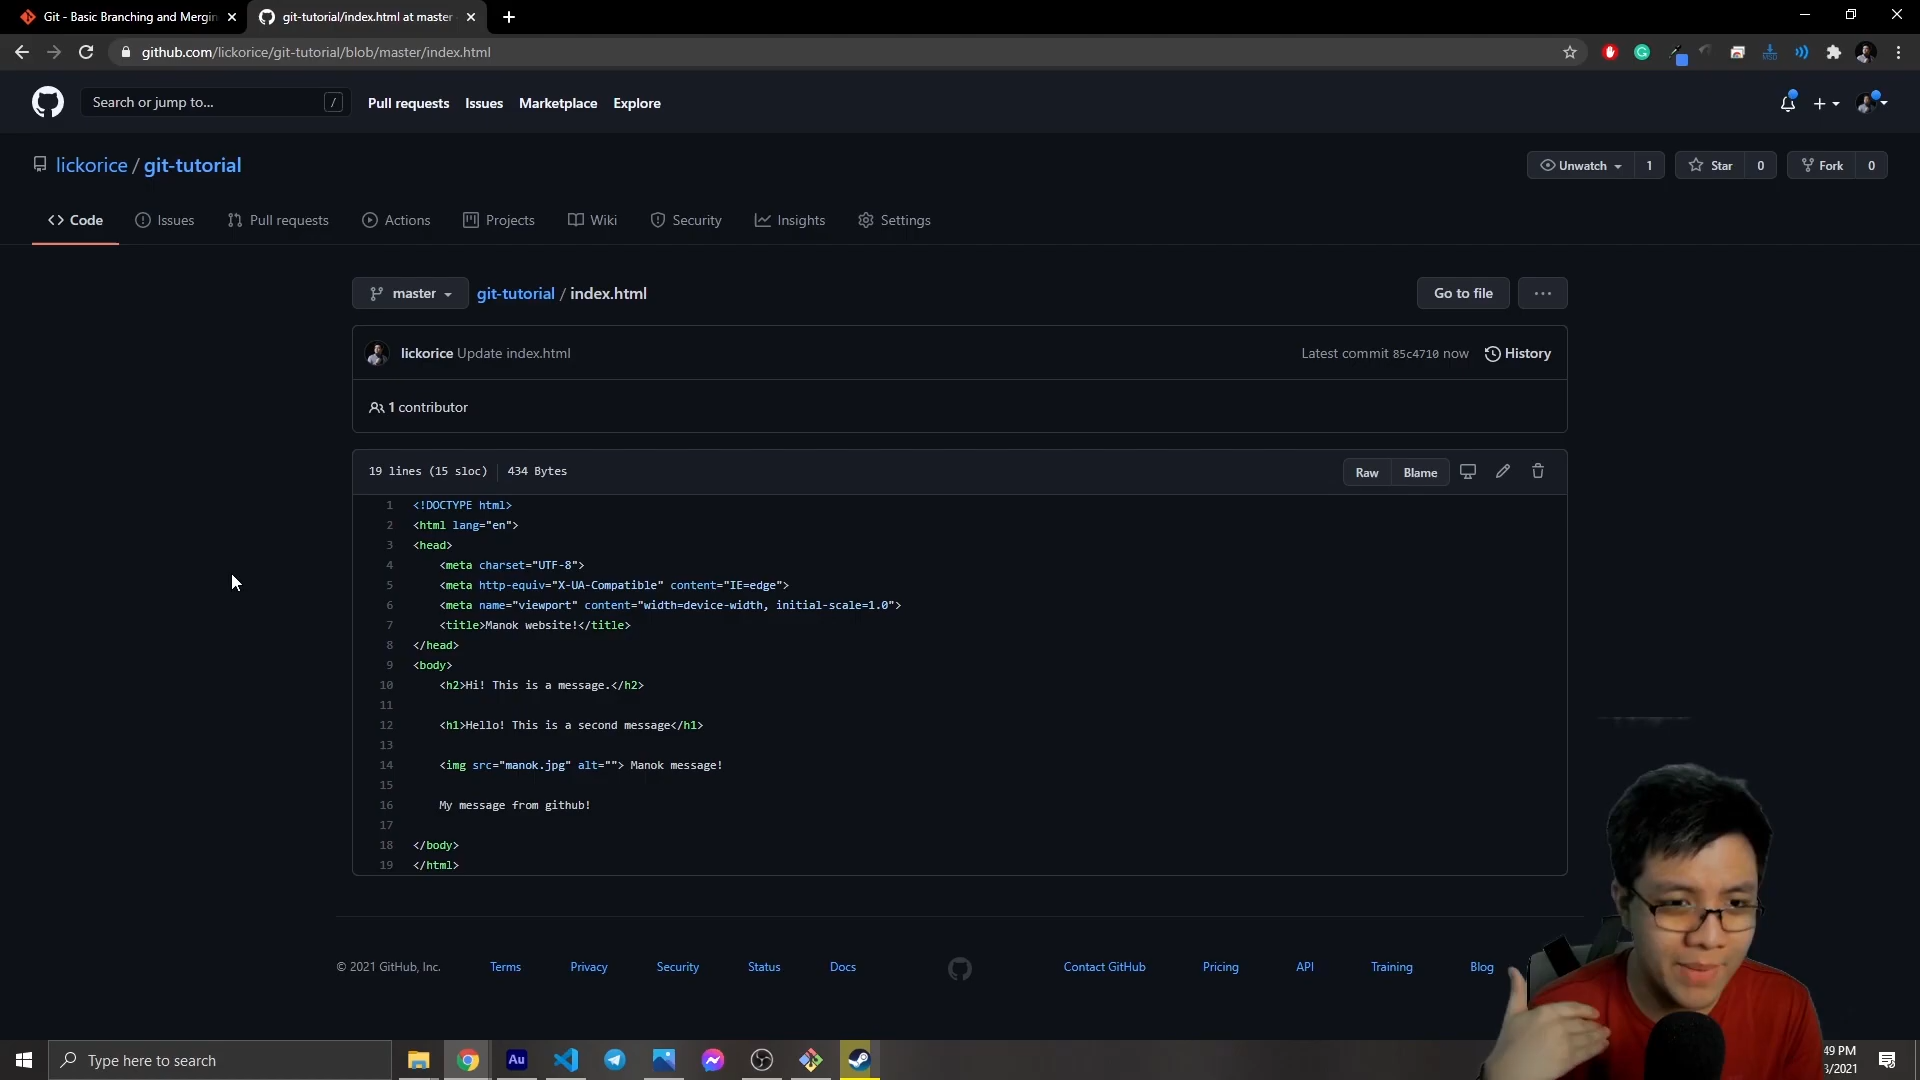 Git - Basic Branching and Mergin
git-tutorial/index.html at master
github.com/lickorice/git-tutorial/blob/master/index.html
Search or jump to...
/
Pull requests
Issues
Marketplace
Explore
lickorice / git-tutorial
Unwatch
1
Star
0
Fork
0
Code
Issues
Pull requests
Actions
Projects
Wiki
Security
Insights
Settings
master
git-tutorial / index.html
Go to file
lickorice Update index.html
Latest commit 85c4710 now
History
1 contributor
19 lines (15 sloc)
434 Bytes
Raw
Blame
1 <!DOCTYPE html>
2 <html lang="en">
3 <head>
4 <meta charset="UTF-8">
5 <meta http-equiv="X-UA-Compatible" content="IE=edge">
6 <meta name="viewport" content="width=device-width, initial-scale=1.0">
7 <title>Manok website!</title>
8 </head>
9 <body>
10 <h2>Hi! This is a message.</h2>
11
12 <h1>Hello! This is a second message</h1>
13
14 <img src="manok.jpg" alt=""> Manok message!
15
16 My message from github!
17
18 </body>
19 </html>
© 2021 GitHub, Inc.
Terms
Privacy
Security
Status
Docs
Contact GitHub
Pricing
API
Training
Blog
Type here to search
Au
49 PM
3/2021